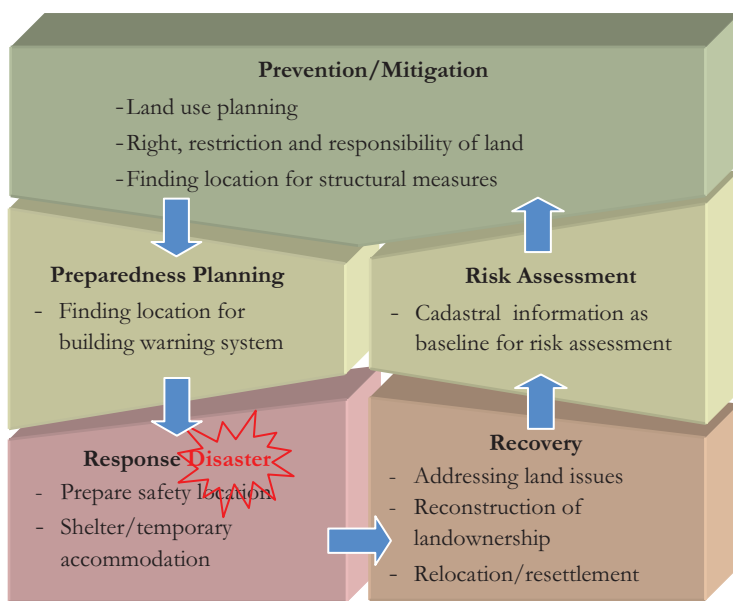 Prevention/Mitigation
-Land use planning
-Right, restriction and responsibility of land
-Finding location for structural measures
Preparedness Planning
- Finding location for
building warning system
Risk Assessment
- Cadastral information as
baseline for risk assessment
Response Disaster
- Prepare safety location
- Shelter/temporary
accommodation
Recovery
- Addressing land issues
- Reconstruction of
landownership
- Relocation/resettlement